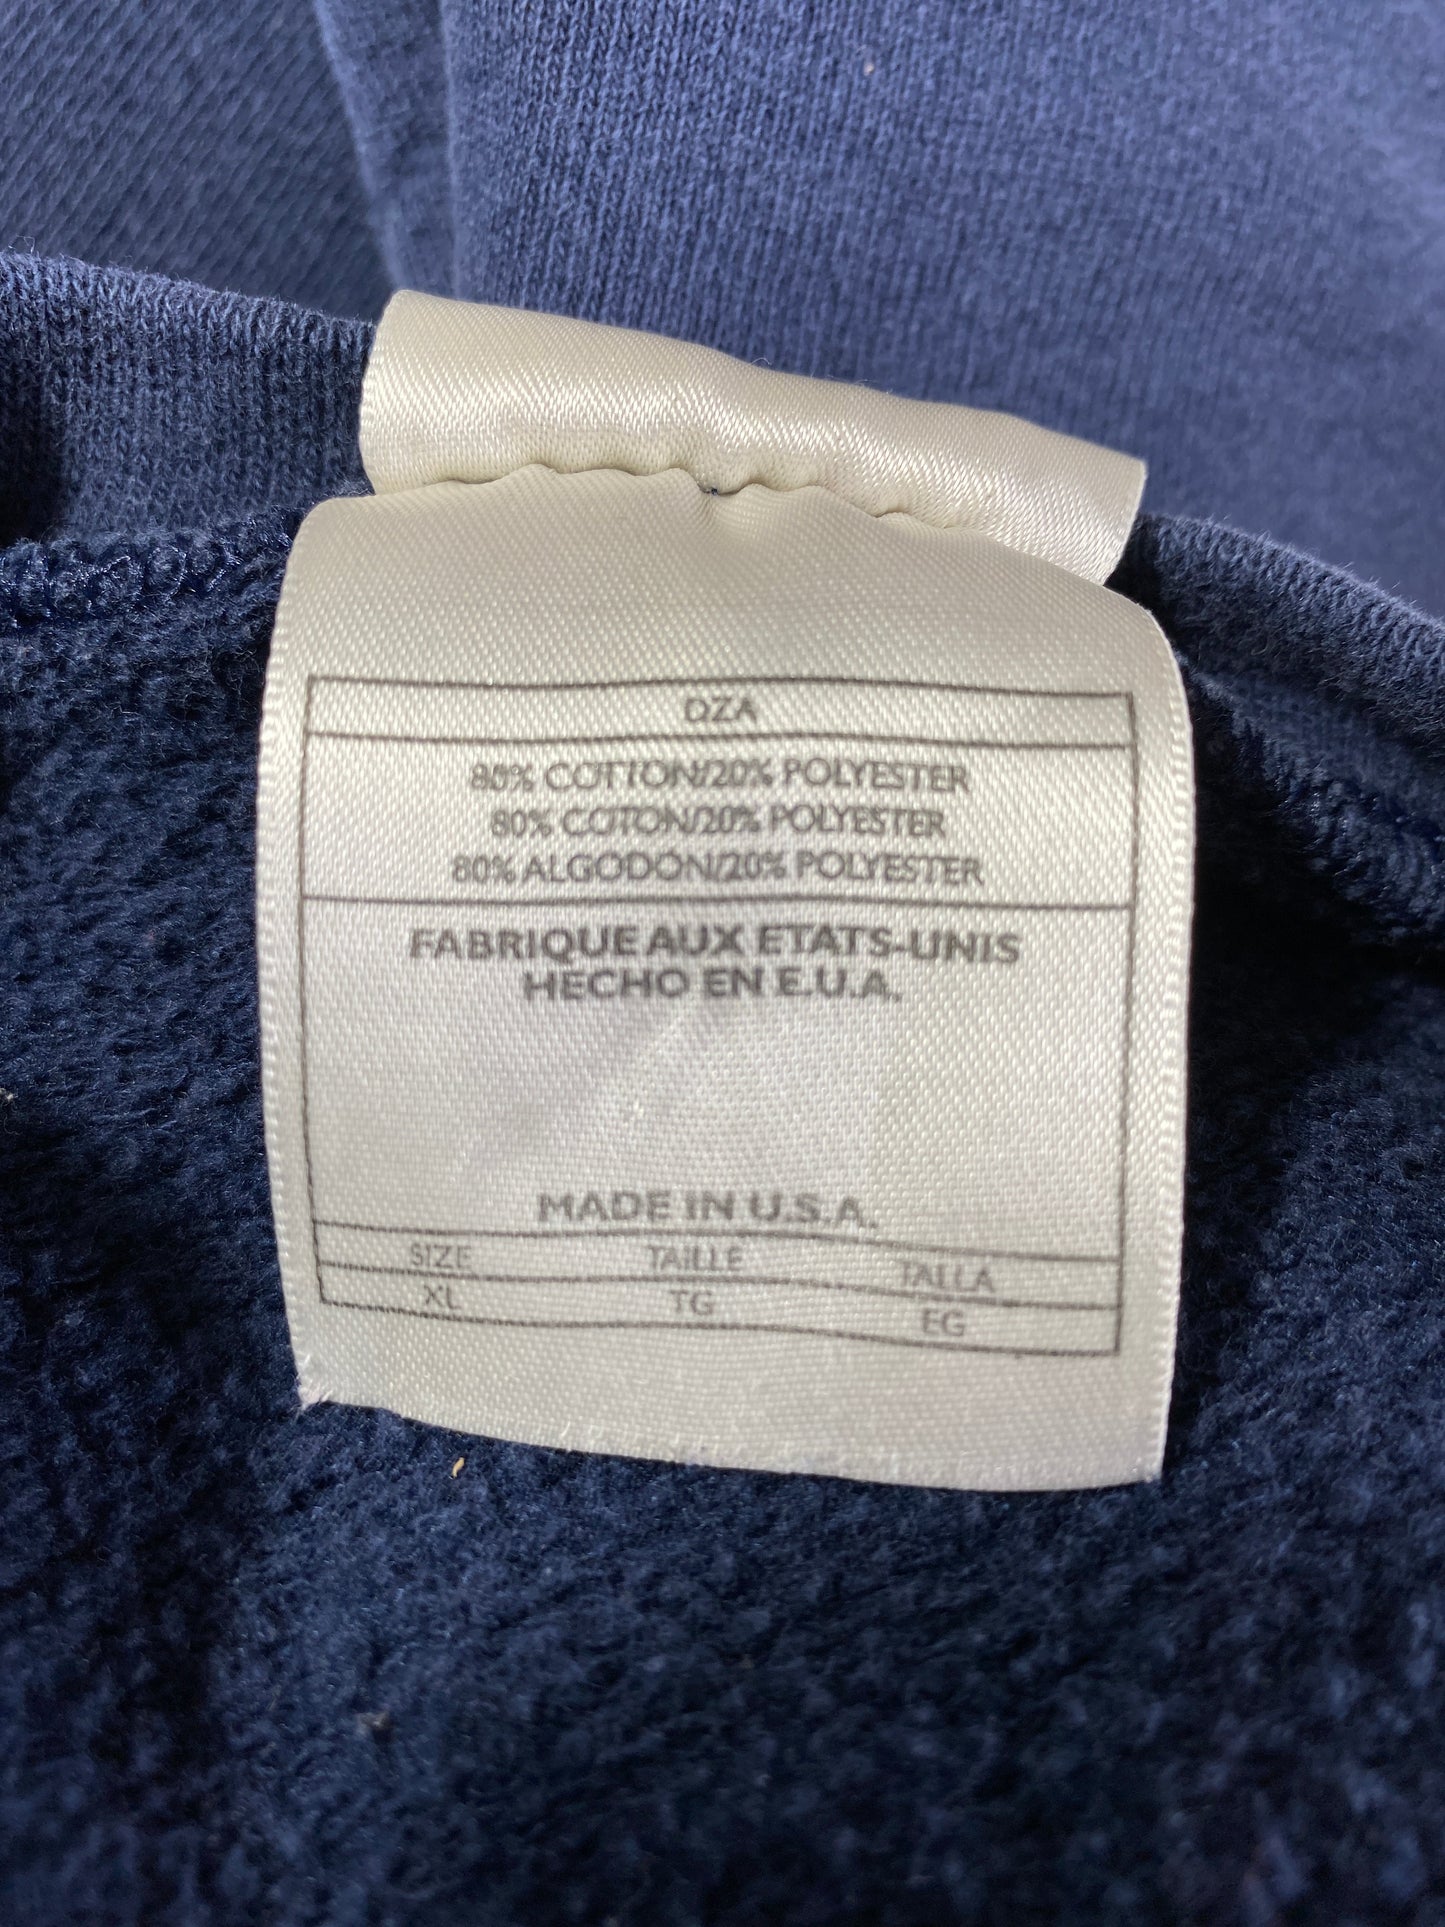 DZA
80% COTTON/20% POLYESTER
80% COTON/20% POLYESTER
80% ALGODÓN/20% POLYESTER
FABRIQUE AUX ETATS-UNIS
HECHO EN E.U.A.
MADE IN U.S.A.
SIZE TAILLE TALLA
XL TG EG